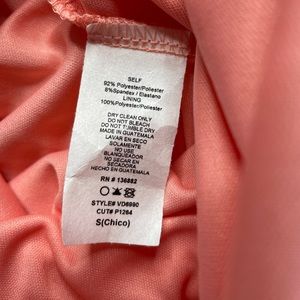 SELF
92% Polyester/Poliester
8%Spandex / Elastano
LINING
100%Polyester/Poliester
DRY CLEAN ONLY
DO NOT BLEACH
DO NOT TUMBLE DRY
MADE IN GUATEMALA
LAVAR EN SECO
SOLAMENTE
NO USE
BLANQUEADOR
NO SECAR EN
SECADORA
HECHO EN GUATEMALA
RN # 136882
STYLE# VD6990
CUT# P1264
S(Chico)